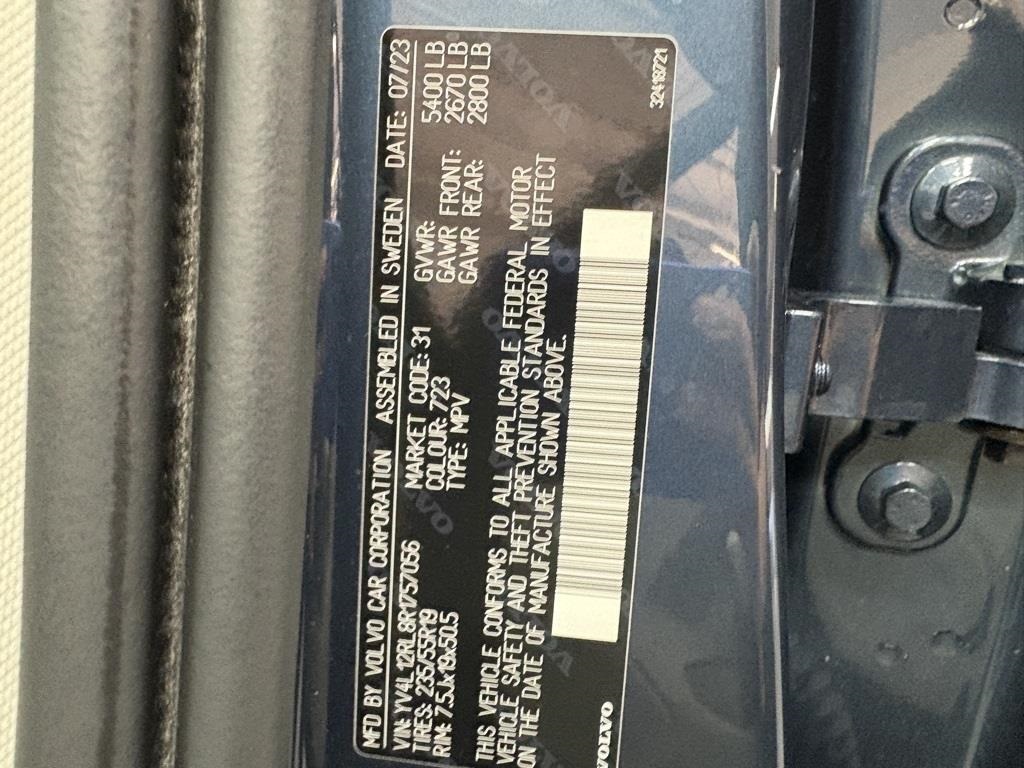 MFD BY VOLVO CAR CORPORATION ASSEMBLED IN SWEDEN DATE: 07/23
VIN: YV4L12RL8R1757056 MARKET CODE: 31 GVWR: 5400 LB
TIRES: 235/55R19 COLOUR: 723 GAWR FRONT: 2670 LB
RIM: 7.5Jx19x50.5 TYPE: MPV GAWR REAR: 2800 LB
THIS VEHICLE CONFORMS TO ALL APPLICABLE FEDERAL MOTOR
VEHICLE SAFETY AND THEFT PREVENTION STANDARDS IN EFFECT
ON THE DATE OF MANUFACTURE SHOWN ABOVE.
VOLVO 32418721